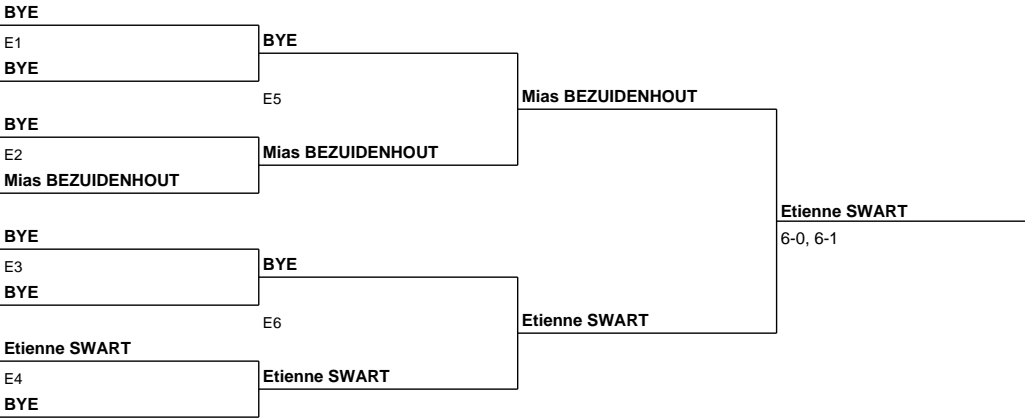 BYE
E1
BYE
BYE
E5
Mias BEZUIDENHOUT
BYE
E2
Mias BEZUIDENHOUT
Mias BEZUIDENHOUT
Etienne SWART
6-0, 6-1
BYE
E3
BYE
BYE
E6
Etienne SWART
Etienne SWART
E4
Etienne SWART
BYE